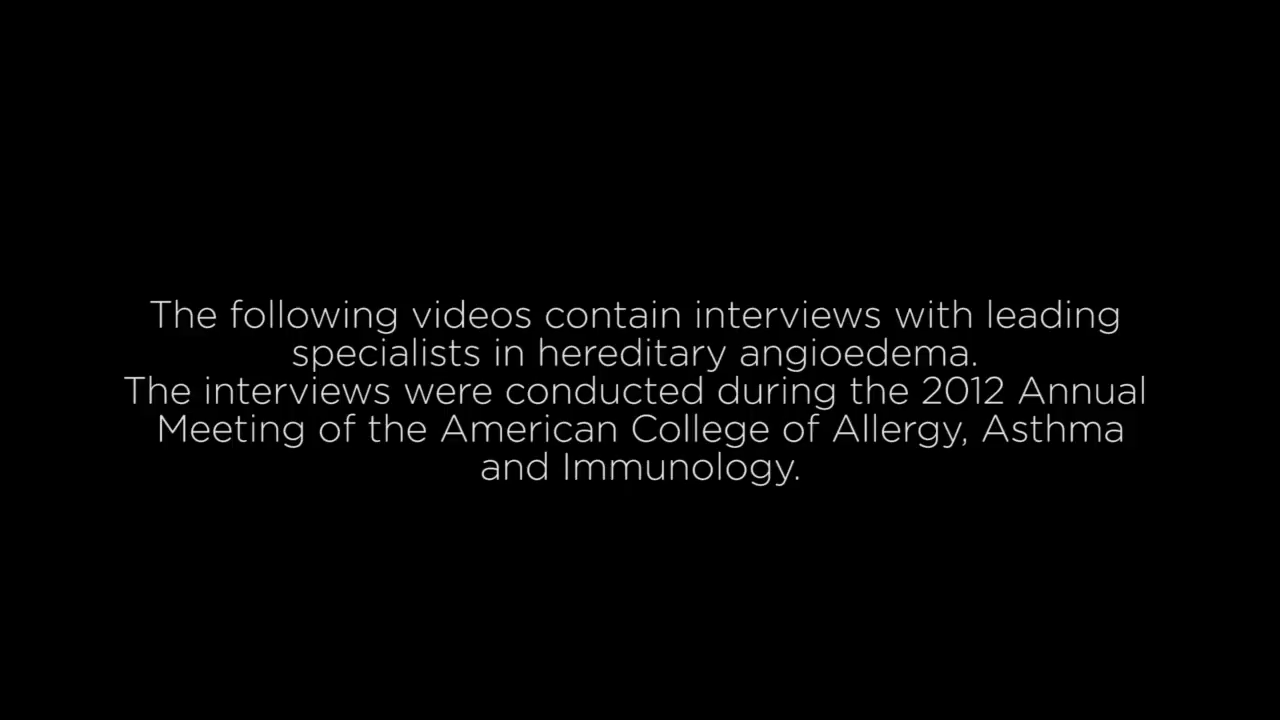 The following videos contain interviews with leading
specialists in hereditary angioedema.
The interviews were conducted during the 2012 Annual
Meeting of the American College of Allergy, Asthma
and Immunology.